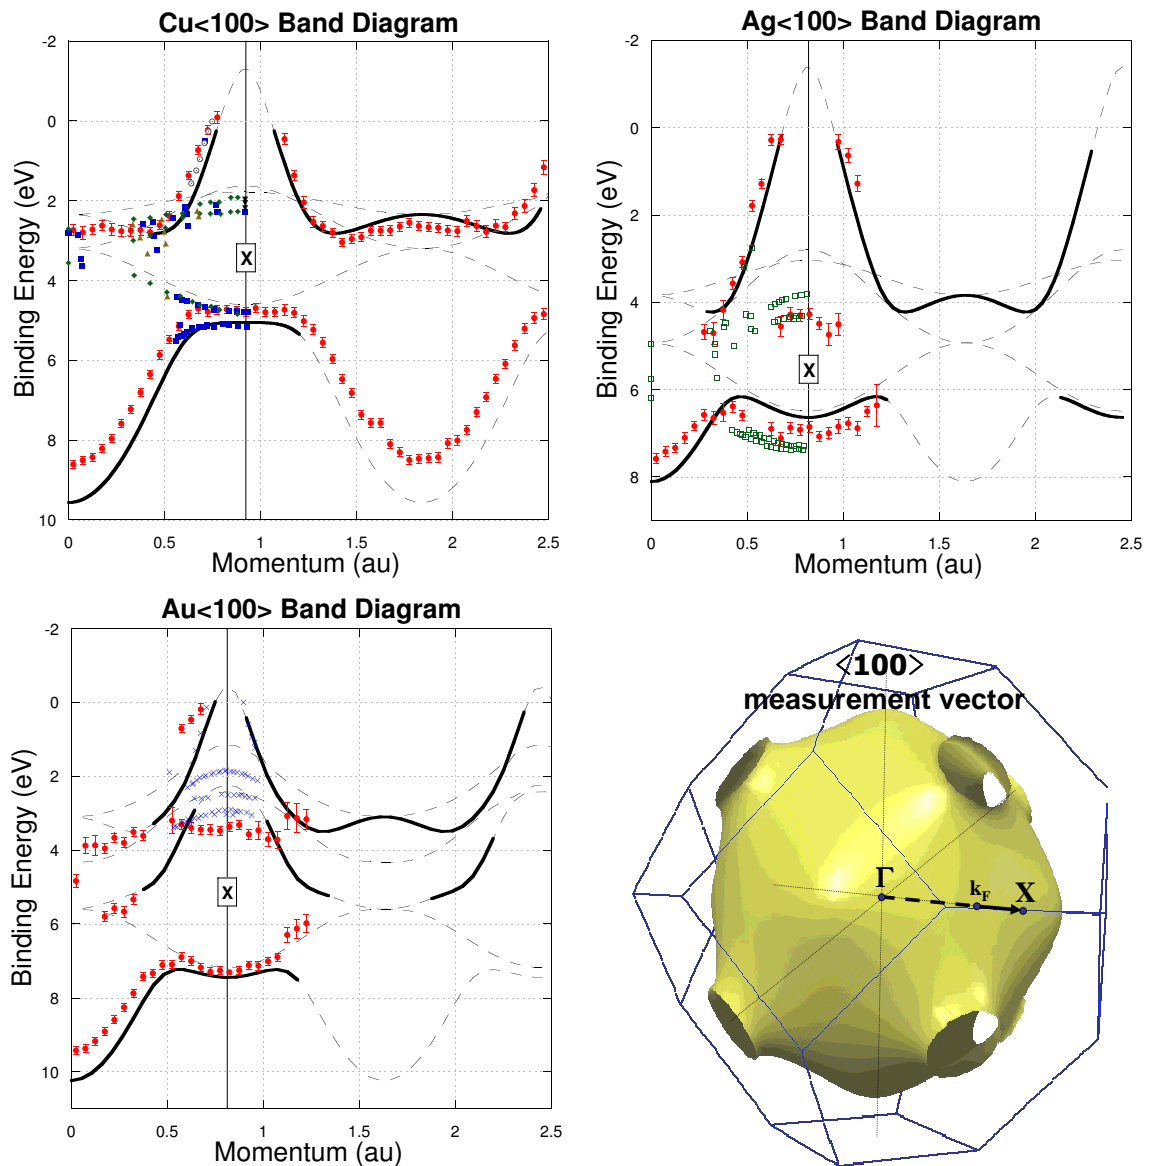 Cu<100> Band Diagram
Binding Energy (eV)
-2
0
2
4
6
8
10
X
0
0.5
1
1.5
2
2.5
Momentum (au)
Ag<100> Band Diagram
Binding Energy (eV)
-2
0
2
4
6
8
X
0
0.5
1
1.5
2
2.5
Momentum (au)
Au<100> Band Diagram
Binding Energy (eV)
-2
0
2
4
6
8
10
X
0
0.5
1
1.5
2
2.5
Momentum (au)
<100>
measurement vector
Γ
kF
X